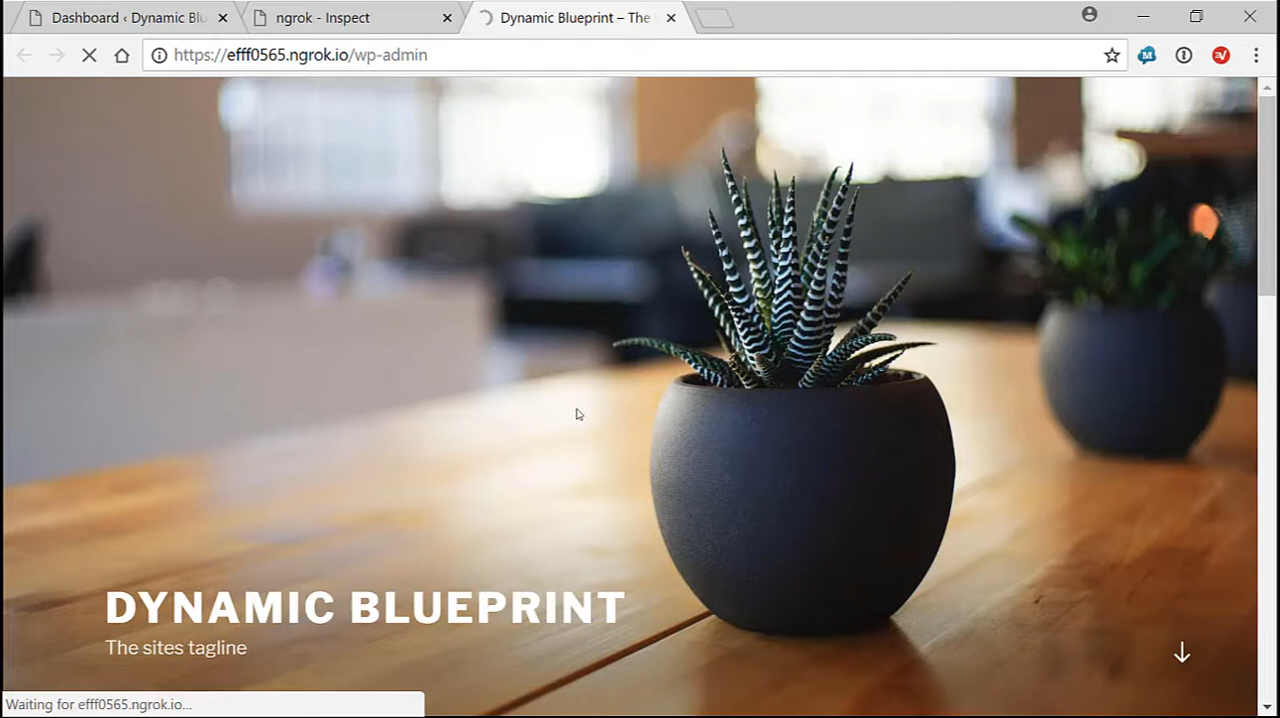 Dashboard ‹ Dynamic Blu
ngrok - Inspect
Dynamic Blueprint – The
https://efff0565.ngrok.io/wp-admin
DYNAMIC BLUEPRINT
The sites tagline
Waiting for efff0565.ngrok.io...